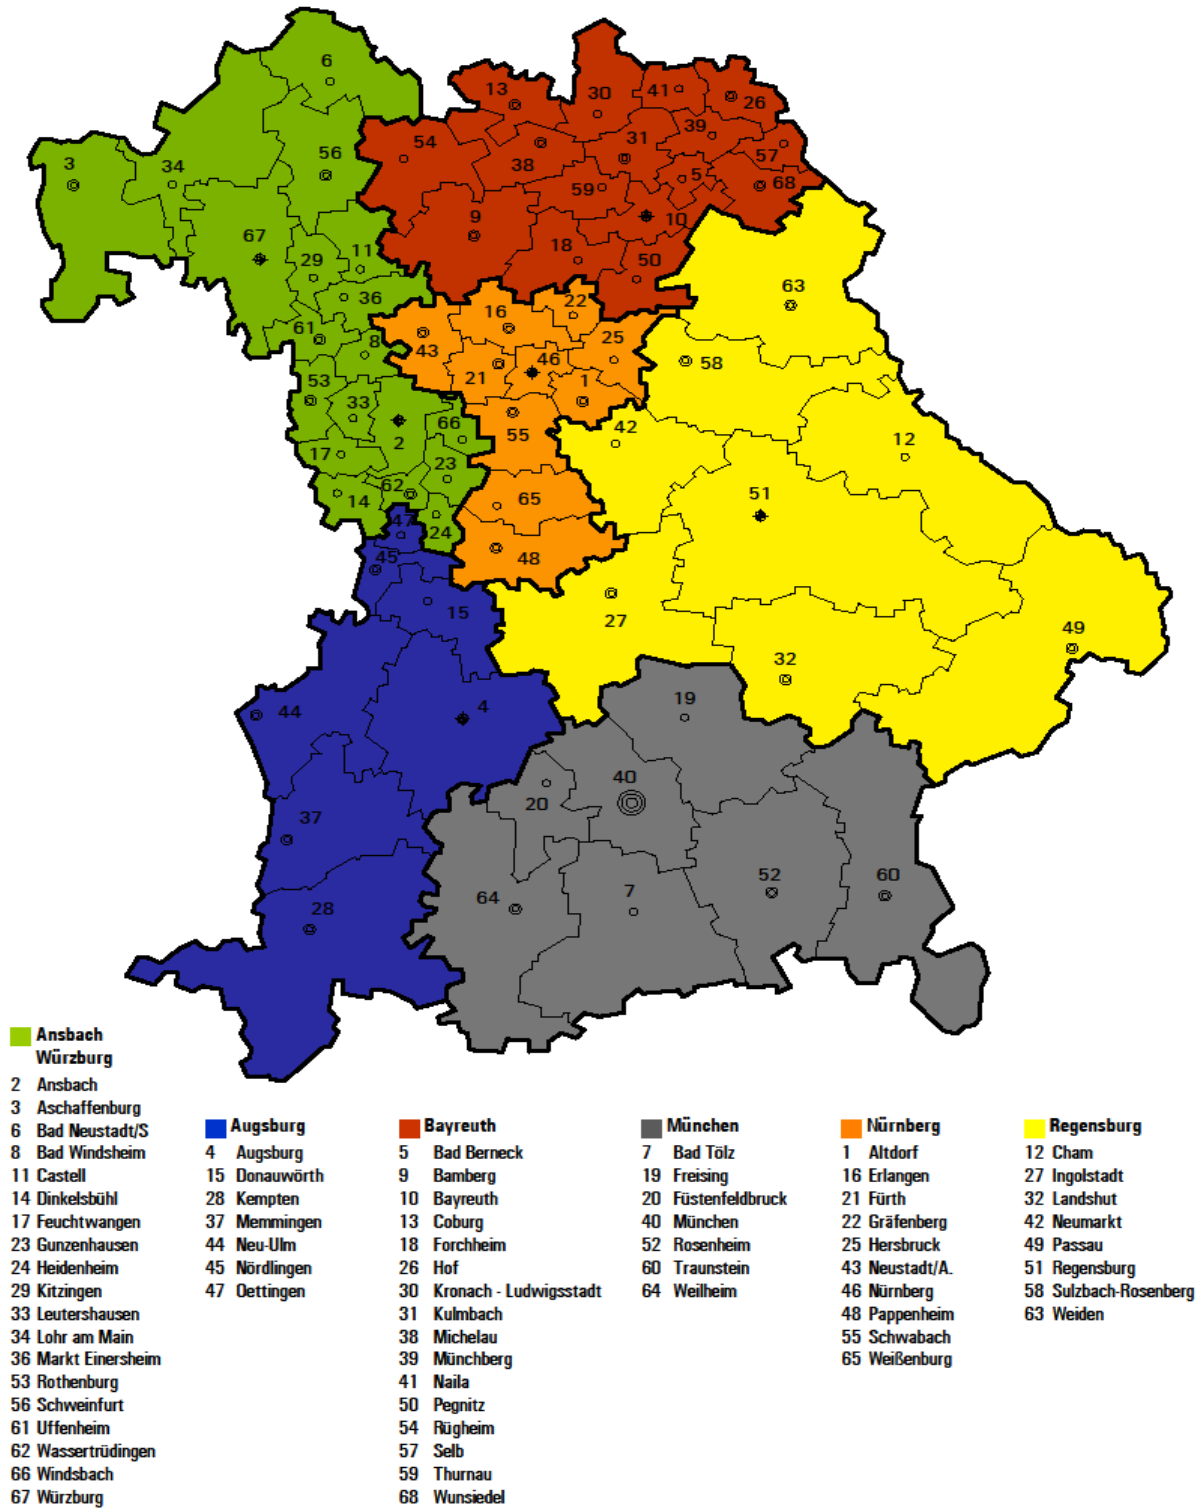 6
13
30
41
26
39
3
34
56
54
38
31
57
59
5
68
9
10
67
11
18
29
50
63
36
16
22
61
8
43
25
46
58
21
53
1
33
66
55
42
12
2
17
23
62
51
14
65
47
24
45
48
15
27
49
32
44
4
19
40
20
37
28
64
7
52
60
Ansbach
Würzburg
2 Ansbach
3 Aschaffenburg
6 Bad Neustadt/S
8 Bad Windsheim
11 Castell
14 Dinkelsbühl
17 Feuchtwangen
23 Gunzenhausen
24 Heidenheim
29 Kitzingen
33 Leutershausen
34 Lohr am Main
36 Markt Einersheim
53 Rothenburg
56 Schweinfurt
61 Uffenheim
62 Wassertrüdingen
66 Windsbach
67 Würzburg
Augsburg
4 Augsburg
15 Donauwörth
28 Kempten
37 Memmingen
44 Neu-Ulm
45 Nördlingen
47 Oettingen
Bayreuth
5 Bad Berneck
9 Bamberg
10 Bayreuth
13 Coburg
18 Forchheim
26 Hof
30 Kronach - Ludwigsstadt
31 Kulmbach
38 Michelau
39 Münchberg
41 Naila
50 Pegnitz
54 Rügheim
57 Selb
59 Thurnau
68 Wunsiedel
München
7 Bad Tölz
19 Freising
20 Füstenfeldbruck
40 München
52 Rosenheim
60 Traunstein
64 Weilheim
Nürnberg
1 Altdorf
16 Erlangen
21 Fürth
22 Gräfenberg
25 Hersbruck
43 Neustadt/A.
46 Nürnberg
48 Pappenheim
55 Schwabach
65 Weißenburg
Regensburg
12 Cham
27 Ingolstadt
32 Landshut
42 Neumarkt
49 Passau
51 Regensburg
58 Sulzbach-Rosenberg
63 Weiden